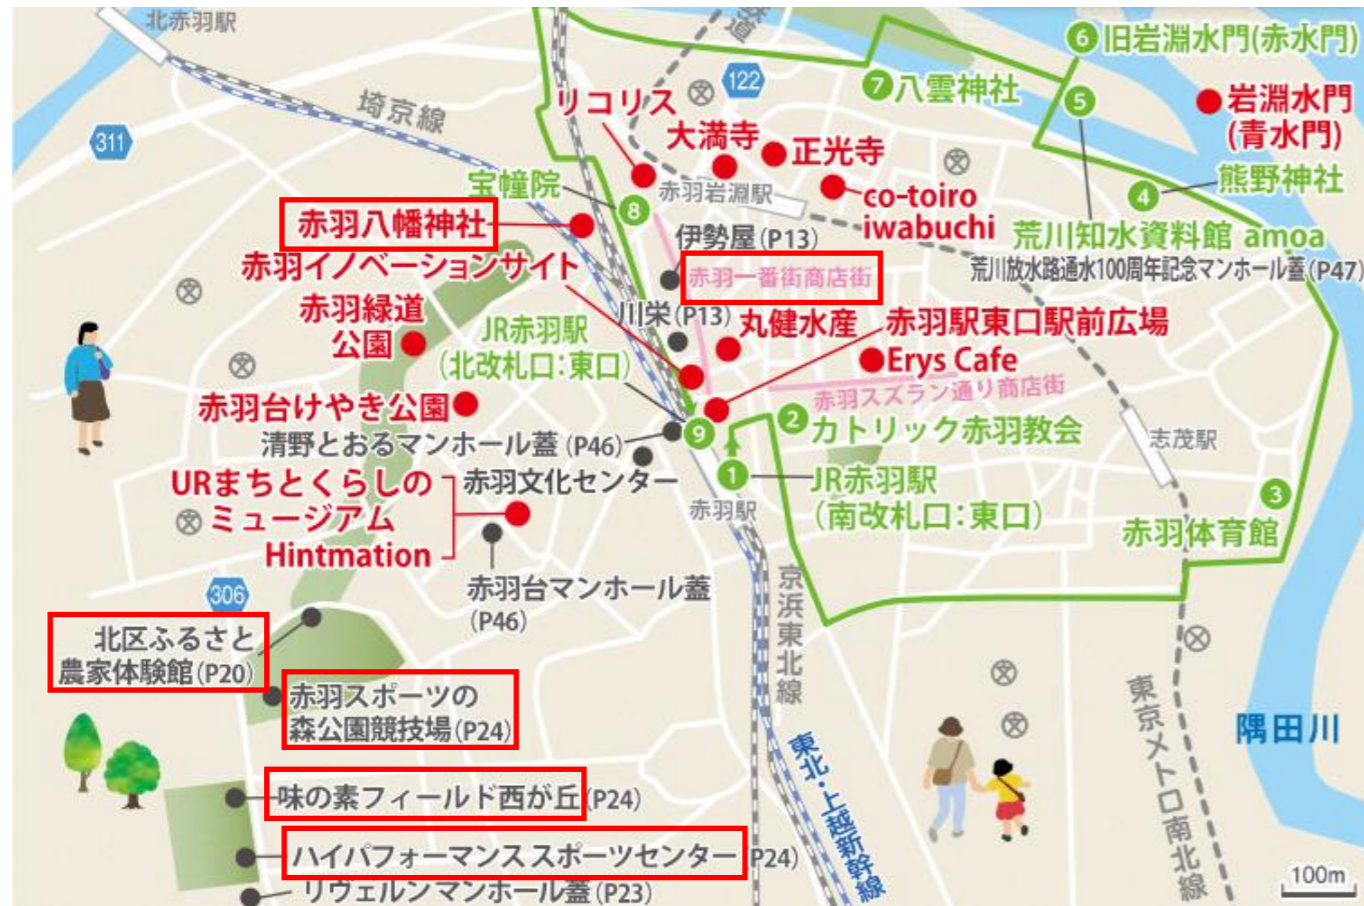 北赤羽駅
鉄道
⑥旧岩淵水門(赤水門)
122
⑦八雲神社
⑤
岩淵水門
(青水門)
埼京線
リコリス
311
大満寺
正光寺
熊野神社
④
宝幢院
⑧
赤羽岩淵駅
co-toiro
iwabuchi
赤羽八幡神社
伊勢屋(P13)
荒川知水資料館 amoa
荒川放水路通水100周年記念マンホール蓋(P47)
赤羽イノベーションサイト
赤羽一番街商店街
赤羽緑道
公園
川栄(P13)
JR赤羽駅
(北改札口:東口)
丸健水産
赤羽駅東口駅前広場
Erys Cafe
赤羽スズラン通り商店街
赤羽台けやき公園
清野とおるマンホール蓋(P46)
⑨
②カトリック赤羽教会
志茂駅
URまちとくらしの
ミュージアム
Hintmation
赤羽文化センター
①
JR赤羽駅
(南改札口:東口)
赤羽駅
③
赤羽体育館
306
赤羽台マンホール蓋
(P46)
京浜東北線
北区ふるさと
農家体験館(P20)
赤羽スポーツの
森公園競技場(P24)
東京メトロ南北線
隅田川
東北・上越新幹線
味の素フィールド西が丘(P24)
ハイパフォーマンススポーツセンター(P24)
リヴェルンマンホール蓋(P23)
100m